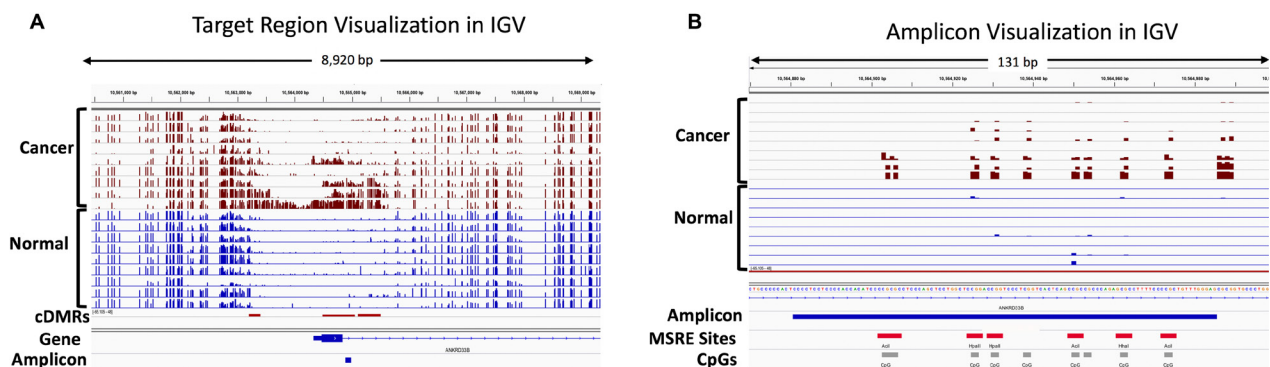 A
Target Region Visualization in IGV
8,920 bp
10,561,000 bp 10,562,000 bp 10,563,000 bp 10,564,000 bp 10,565,000 bp 10,566,000 bp 10,567,000 bp 10,568,000 bp 10,569,000 bp
Cancer
Normal
cDMRs
Gene
ANKRD33B
Amplicon
B
Amplicon Visualization in IGV
131 bp
10,564,880 bp 10,564,900 bp 10,564,920 bp 10,564,940 bp 10,564,960 bp 10,564,980 bp
Cancer
Normal
Amplicon
ANKRD33B
MSRE Sites
AciI HpaII HpaII AciI HhaI AciI
CpGs
CpG CpG CpG CpG CpG CpG CpG